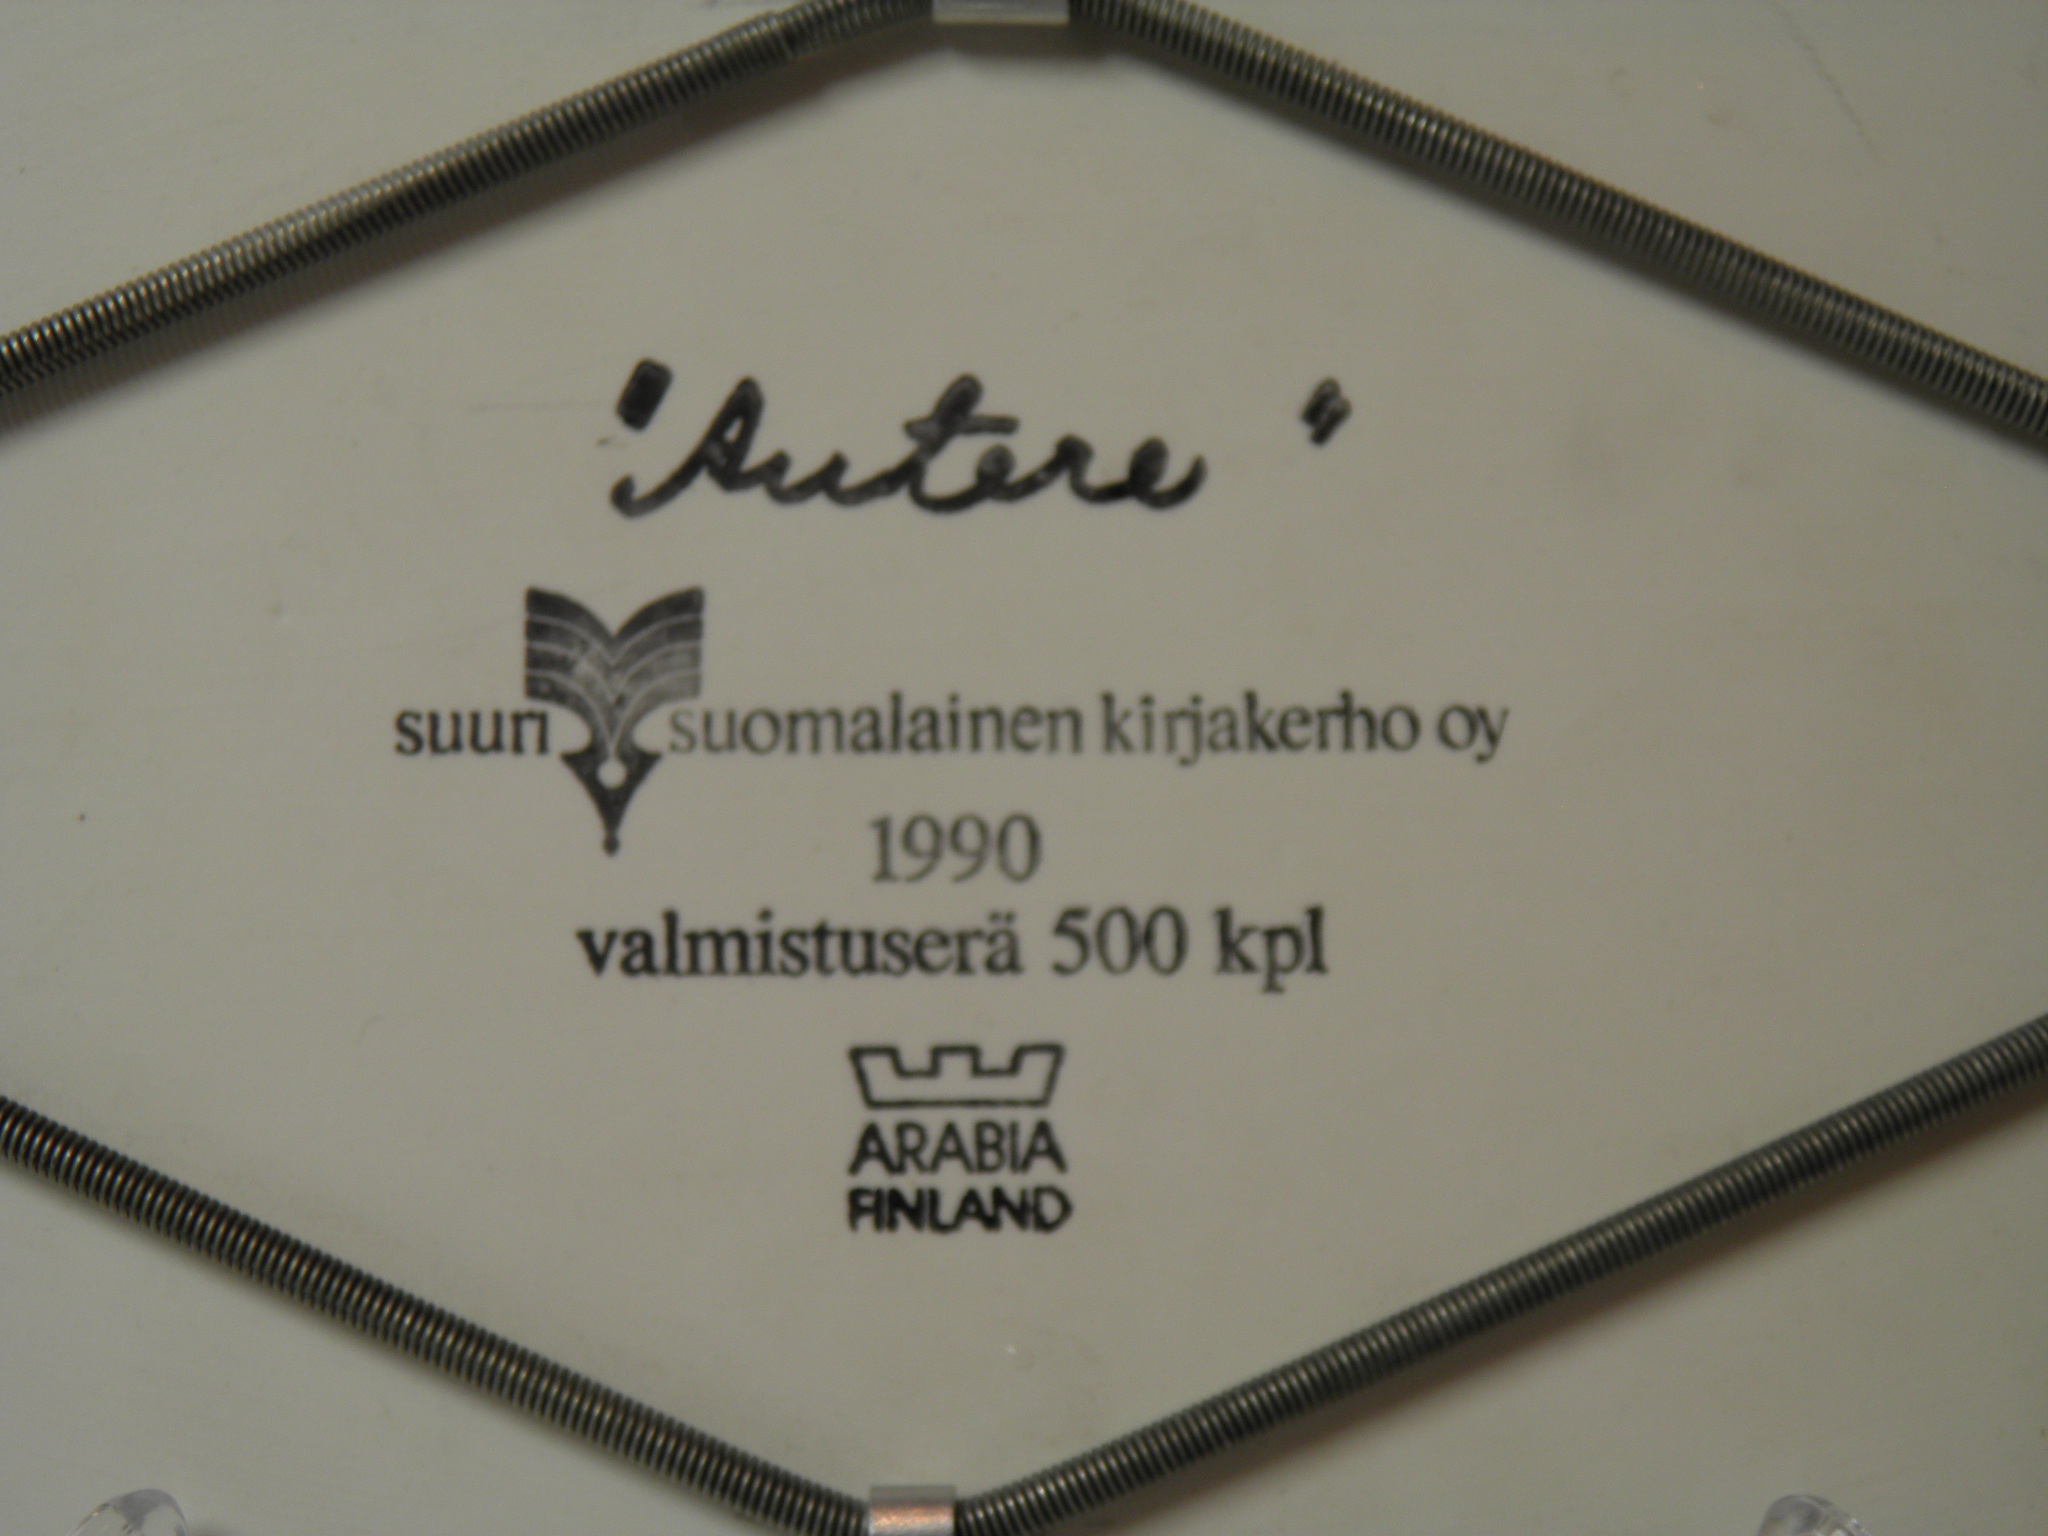 "Autere"
suuri suomalainen kirjakerho oy
1990
valmistuserä 500 kpl
ARABIA
FINLAND